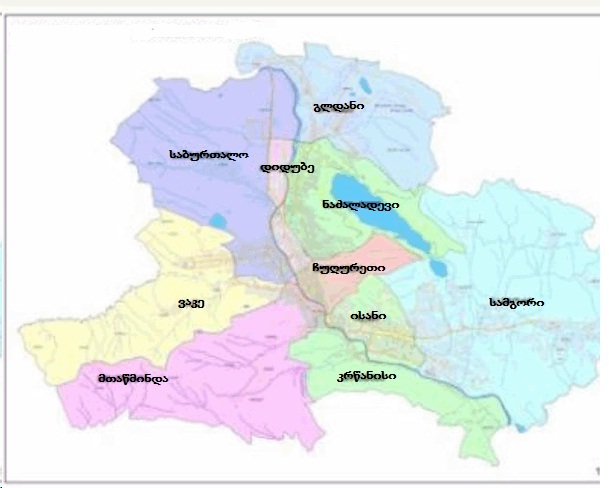 გლდანი
საბურთალო
დიდუბე
ნაძალადევი
ჩუღურეთი
ვაკე
სამგორი
ისანი
მთაწმინდა
კრწანისი